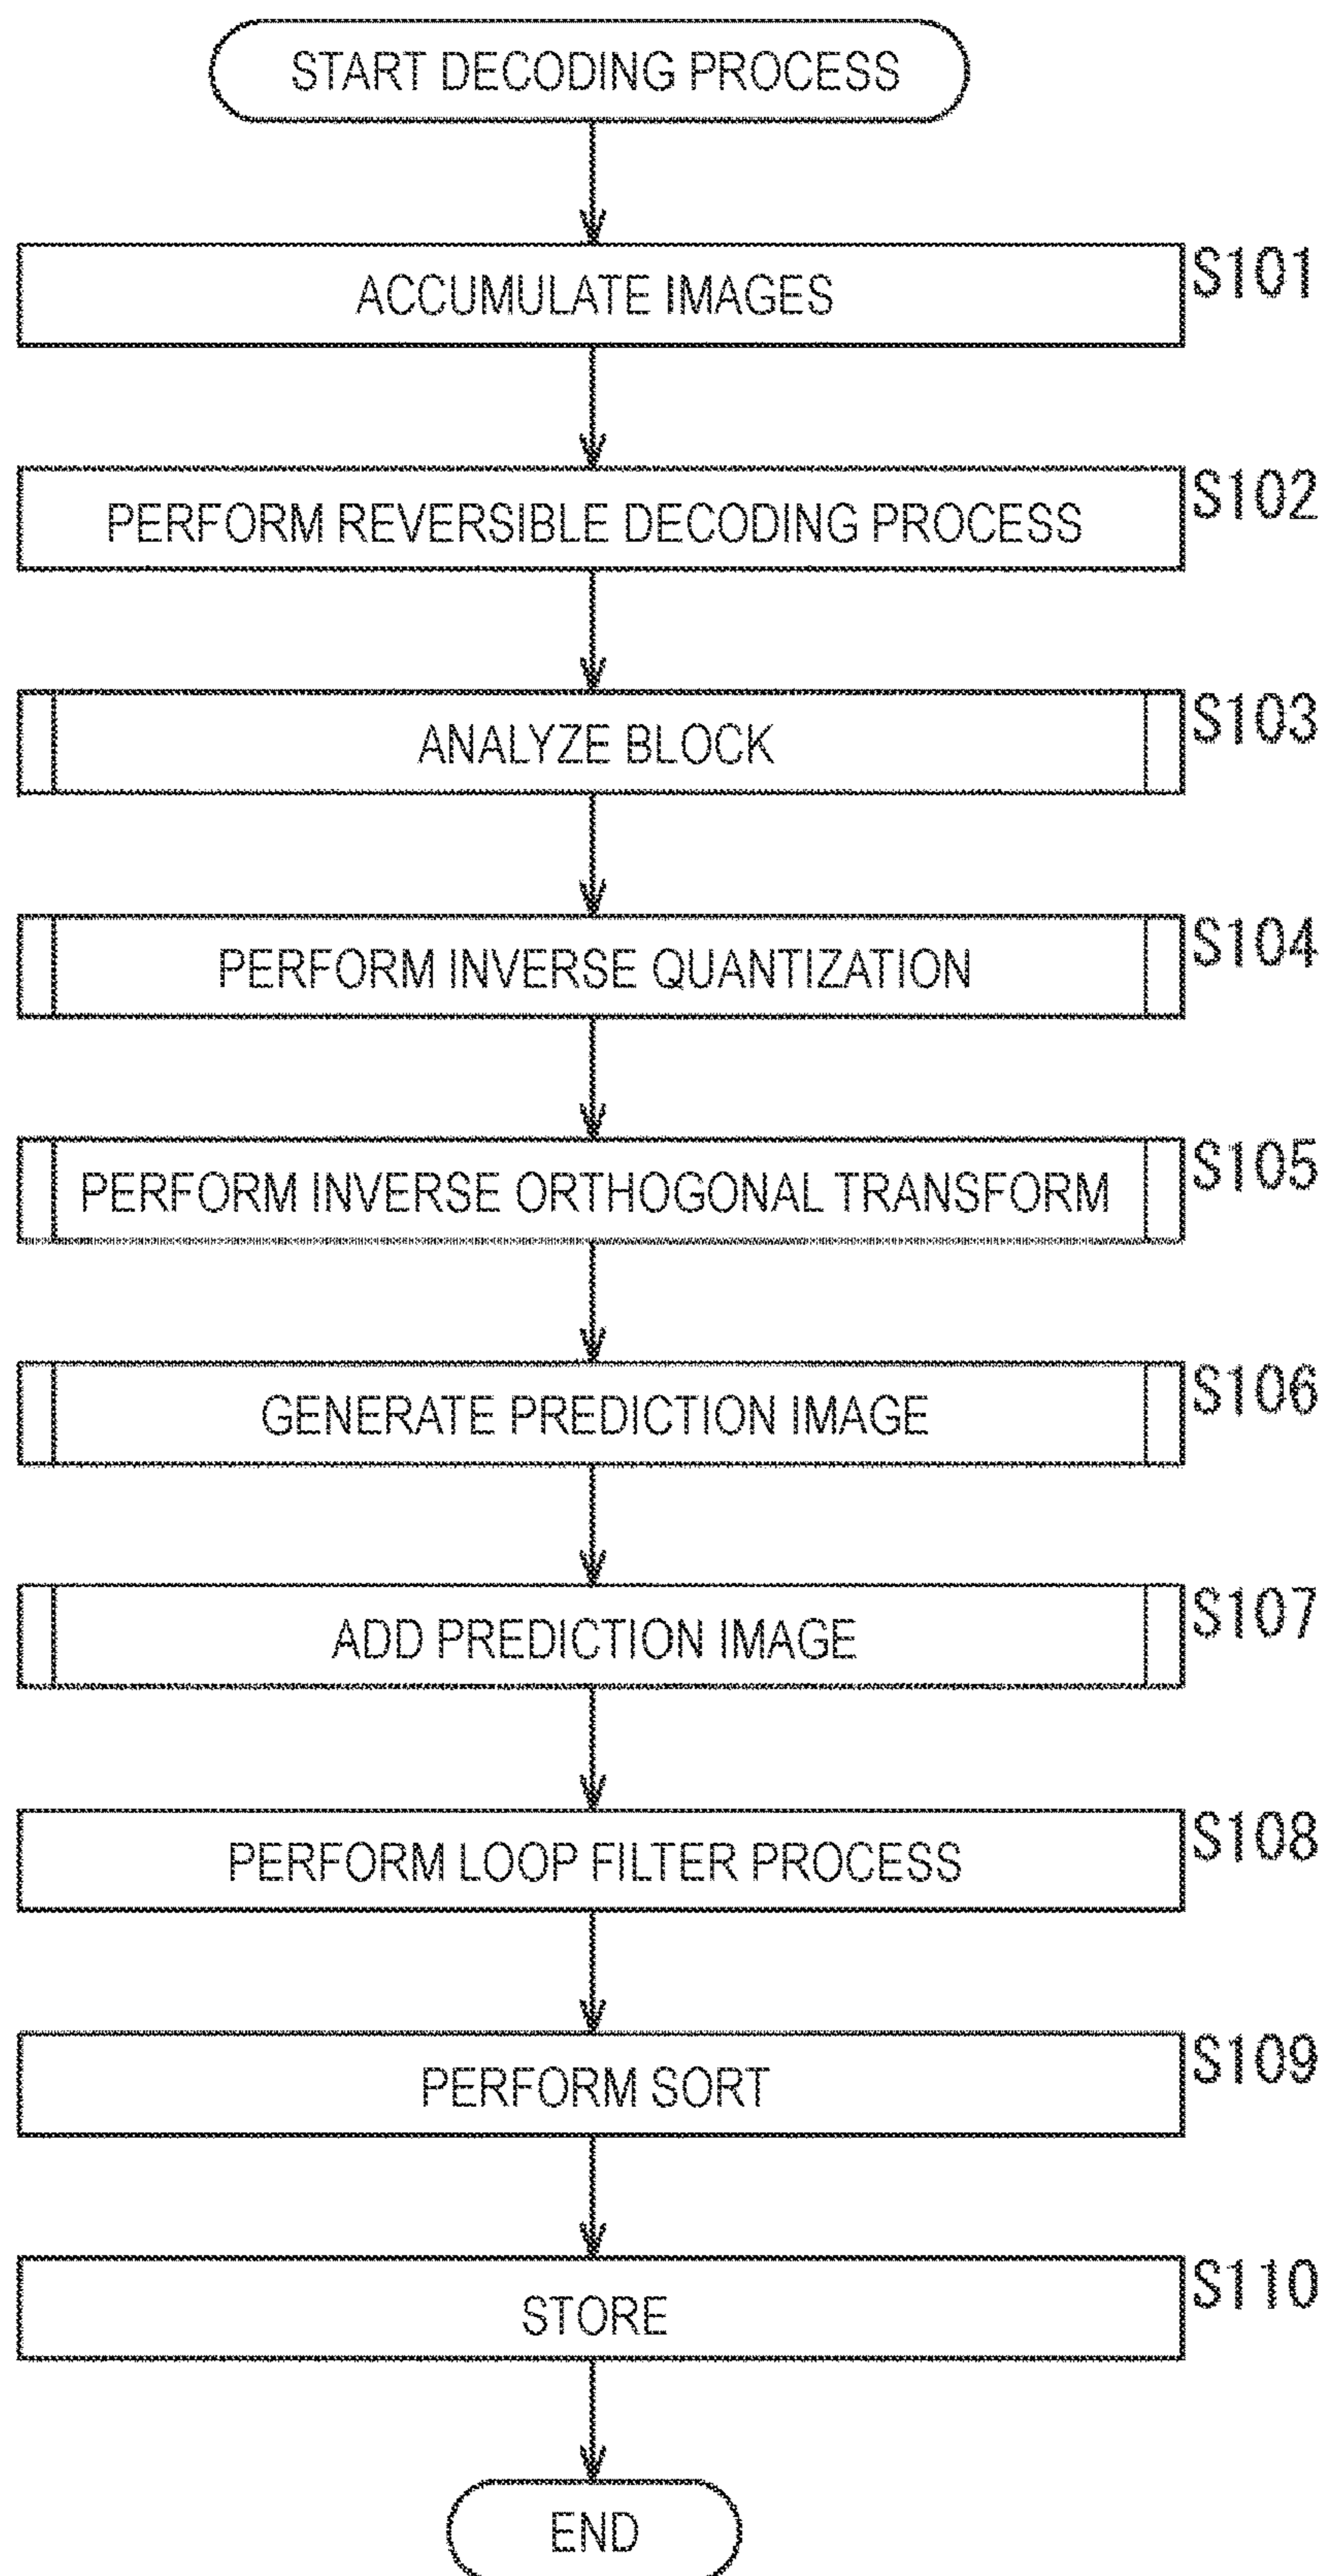 START DECODING PROCESS
ACCUMULATE IMAGES
S101
PERFORM REVERSIBLE DECODING PROCESS
S102
ANALYZE BLOCK
S103
PERFORM INVERSE QUANTIZATION
S104
PERFORM INVERSE ORTHOGONAL TRANSFORM
S105
GENERATE PREDICTION IMAGE
S106
ADD PREDICTION IMAGE
S107
PERFORM LOOP FILTER PROCESS
S108
PERFORM SORT
S109
STORE
S110
END